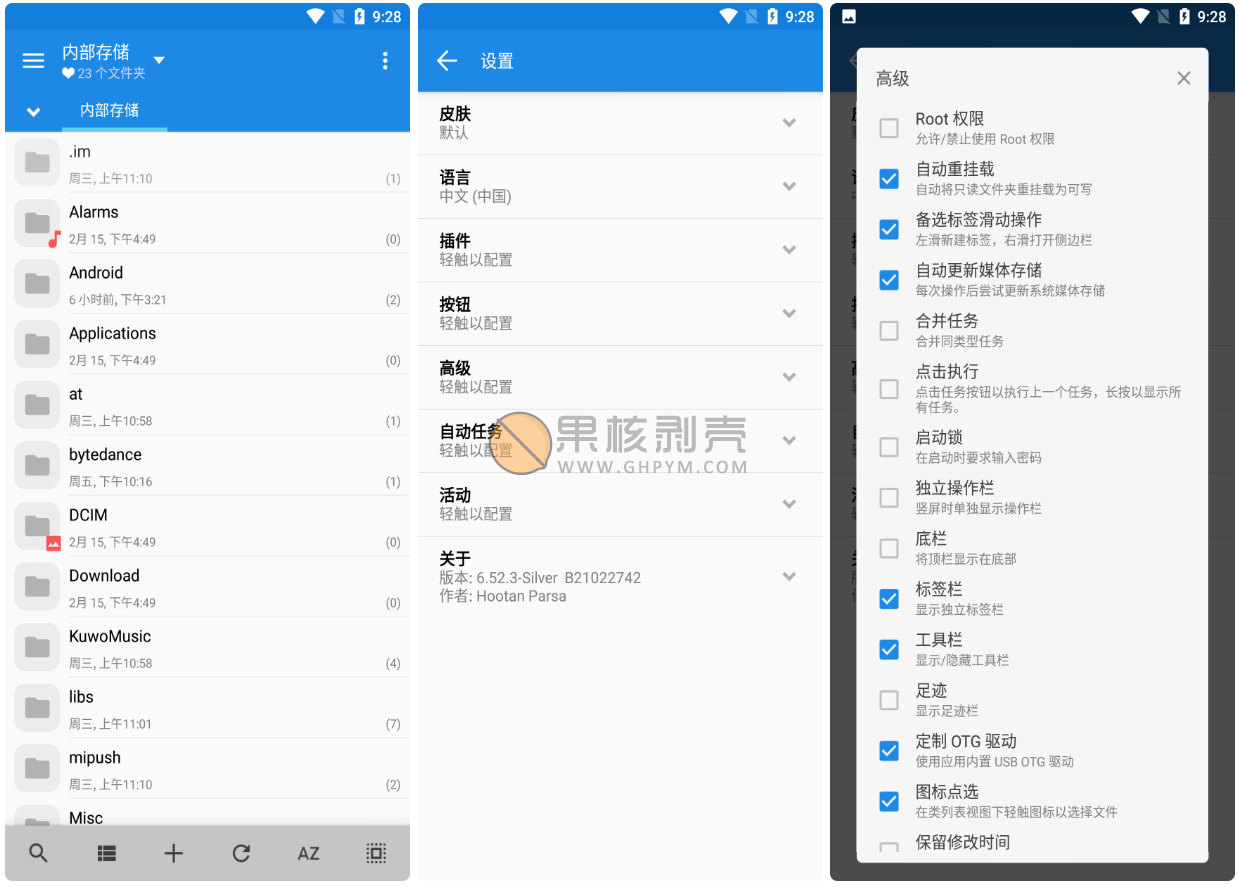 9:28
内部存储
23 个文件夹
内部存储
.im
周三, 上午11:10
(1)
Alarms
2月 15, 下午4:49
(0)
Android
6 小时前, 下午3:21
(2)
Applications
2月 15, 下午4:49
(0)
at
周三, 上午10:58
(1)
bytedance
周五, 下午10:16
(1)
DCIM
2月 15, 下午4:49
(0)
Download
2月 15, 下午4:49
(0)
KuwoMusic
周三, 上午10:58
(4)
libs
周三, 上午11:01
(7)
mipush
周三, 上午11:10
(2)
Misc
AZ
9:28
设置
皮肤
默认
语言
中文 (中国)
插件
轻触以配置
按钮
轻触以配置
高级
轻触以配置
自动任务
轻触以配置
果核剥壳
WWW.GHPYM.COM
活动
轻触以配置
关于
版本: 6.52.3-Silver B21022742
作者: Hootan Parsa
9:28
高级
Root 权限
允许/禁止使用 Root 权限
自动重挂载
自动将只读文件夹重挂载为可写
备选标签滑动操作
左滑新建标签，右滑打开侧边栏
自动更新媒体存储
每次操作后尝试更新系统媒体存储
合并任务
合并同类型任务
点击执行
点击任务按钮以执行上一个任务，长按以显示所
有任务。
启动锁
在启动时要求输入密码
独立操作栏
竖屏时单独显示操作栏
底栏
将顶栏显示在底部
标签栏
显示独立标签栏
工具栏
显示/隐藏工具栏
足迹
显示足迹栏
定制 OTG 驱动
使用应用内置 USB OTG 驱动
图标点选
在类列表视图下轻触图标以选择文件
保留修改时间